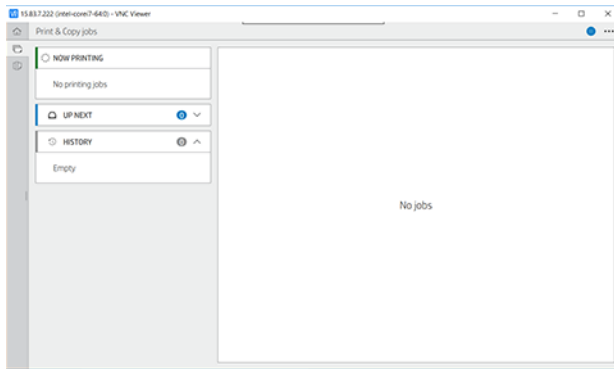 15.83.7.222 (intel-corei7-64:0) - VNC Viewer
Print & Copy jobs
NOW PRINTING
No printing jobs
UP NEXT 0
HISTORY 0
Empty
No jobs